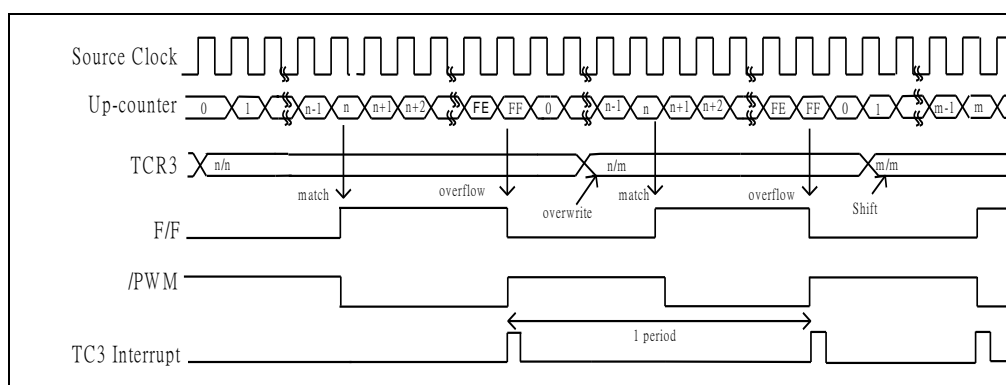 Source Clock
Up-counter 0 1 n-1 n n+1 n+2 FE FF 0 n-1 n n+1 n+2 FE FF 0 1 m-1 m
TCR3 n/n n/m m/m
match overflow overwrite match overflow Shift
F/F
/PWM
1 period
TC3 Interrupt